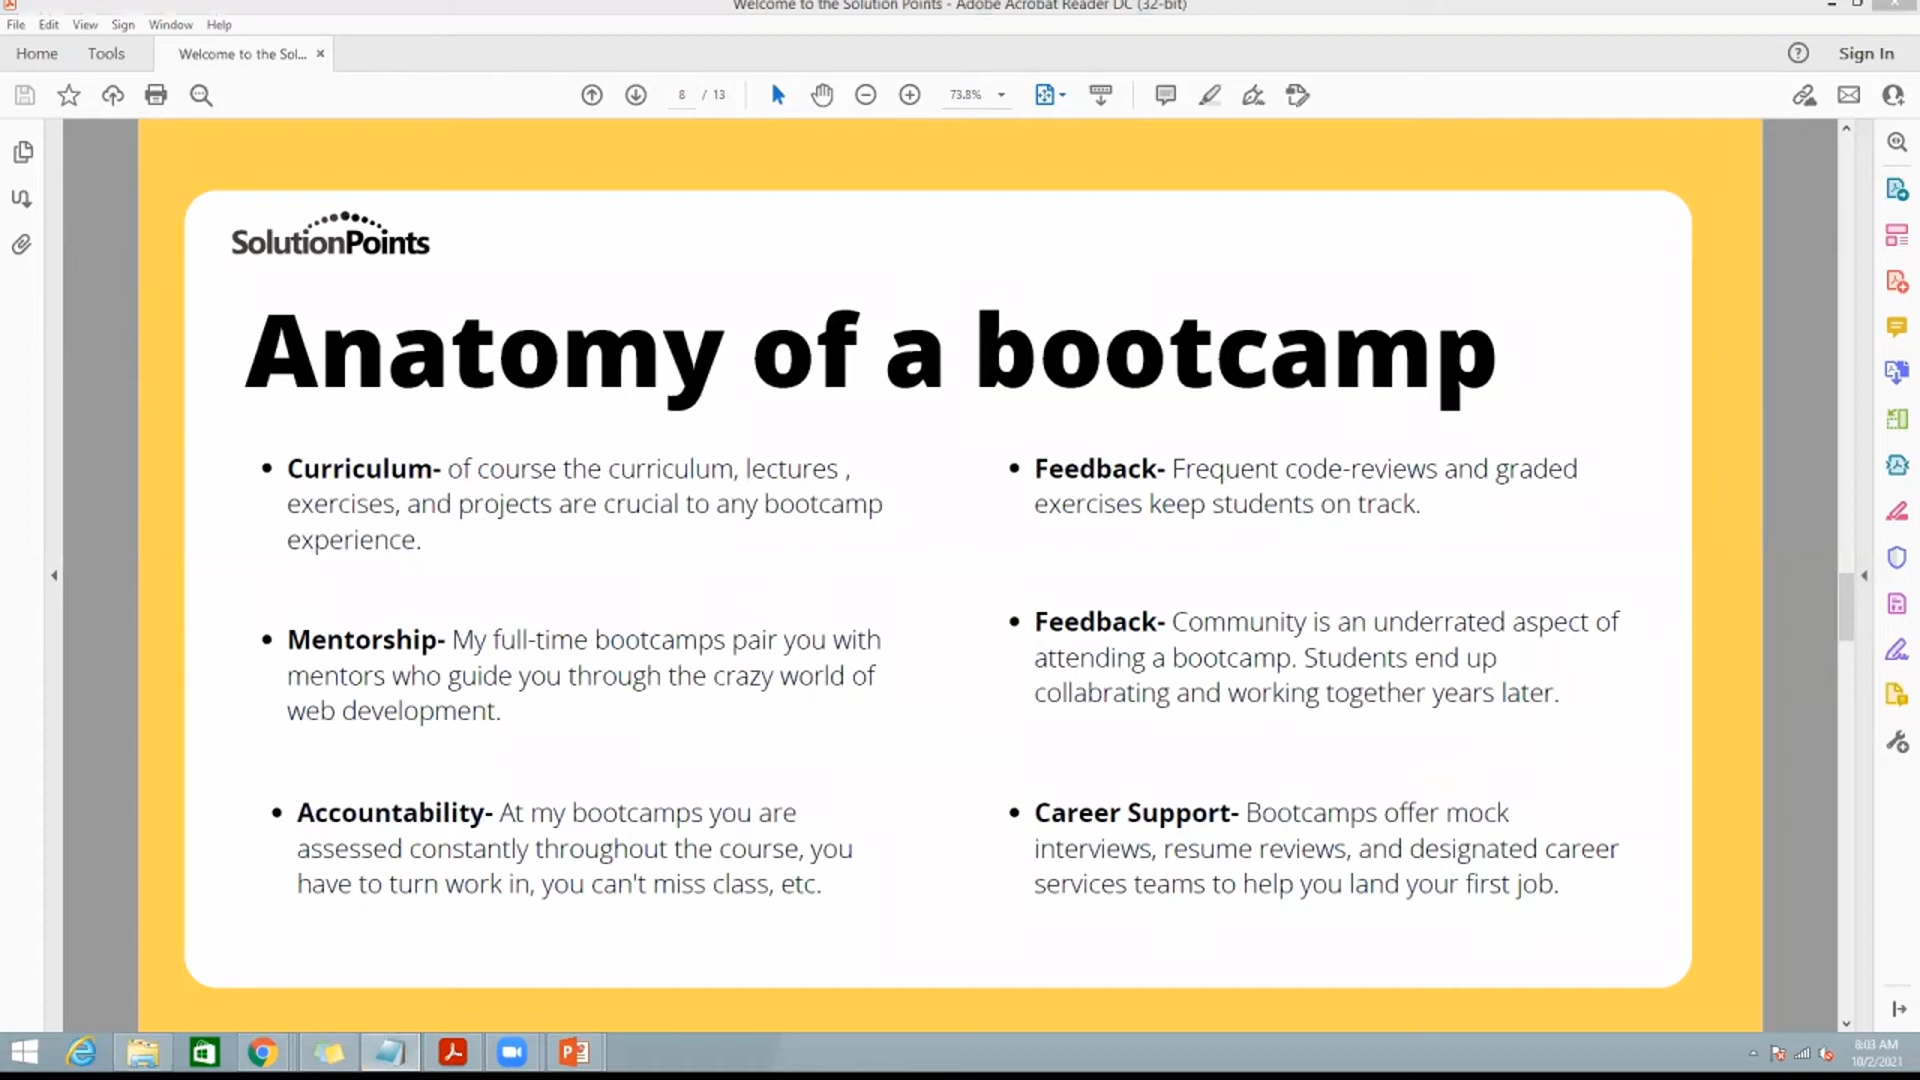 Welcome to the Solution Points - Adobe Acrobat Reader DC (32-bit)
File Edit View Sign Window Help
Home Tools Welcome to the Sol... × Sign In
8 / 13 73.8%
SolutionPoints
Anatomy of a bootcamp
• Curriculum- of course the curriculum, lectures ,
exercises, and projects are crucial to any bootcamp
experience.
• Mentorship- My full-time bootcamps pair you with
mentors who guide you through the crazy world of
web development.
• Accountability- At my bootcamps you are
assessed constantly throughout the course, you
have to turn work in, you can't miss class, etc.
• Feedback- Frequent code-reviews and graded
exercises keep students on track.
• Feedback- Community is an underrated aspect of
attending a bootcamp. Students end up
collabrating and working together years later.
• Career Support- Bootcamps offer mock
interviews, resume reviews, and designated career
services teams to help you land your first job.
8:03 AM
10/2/2021